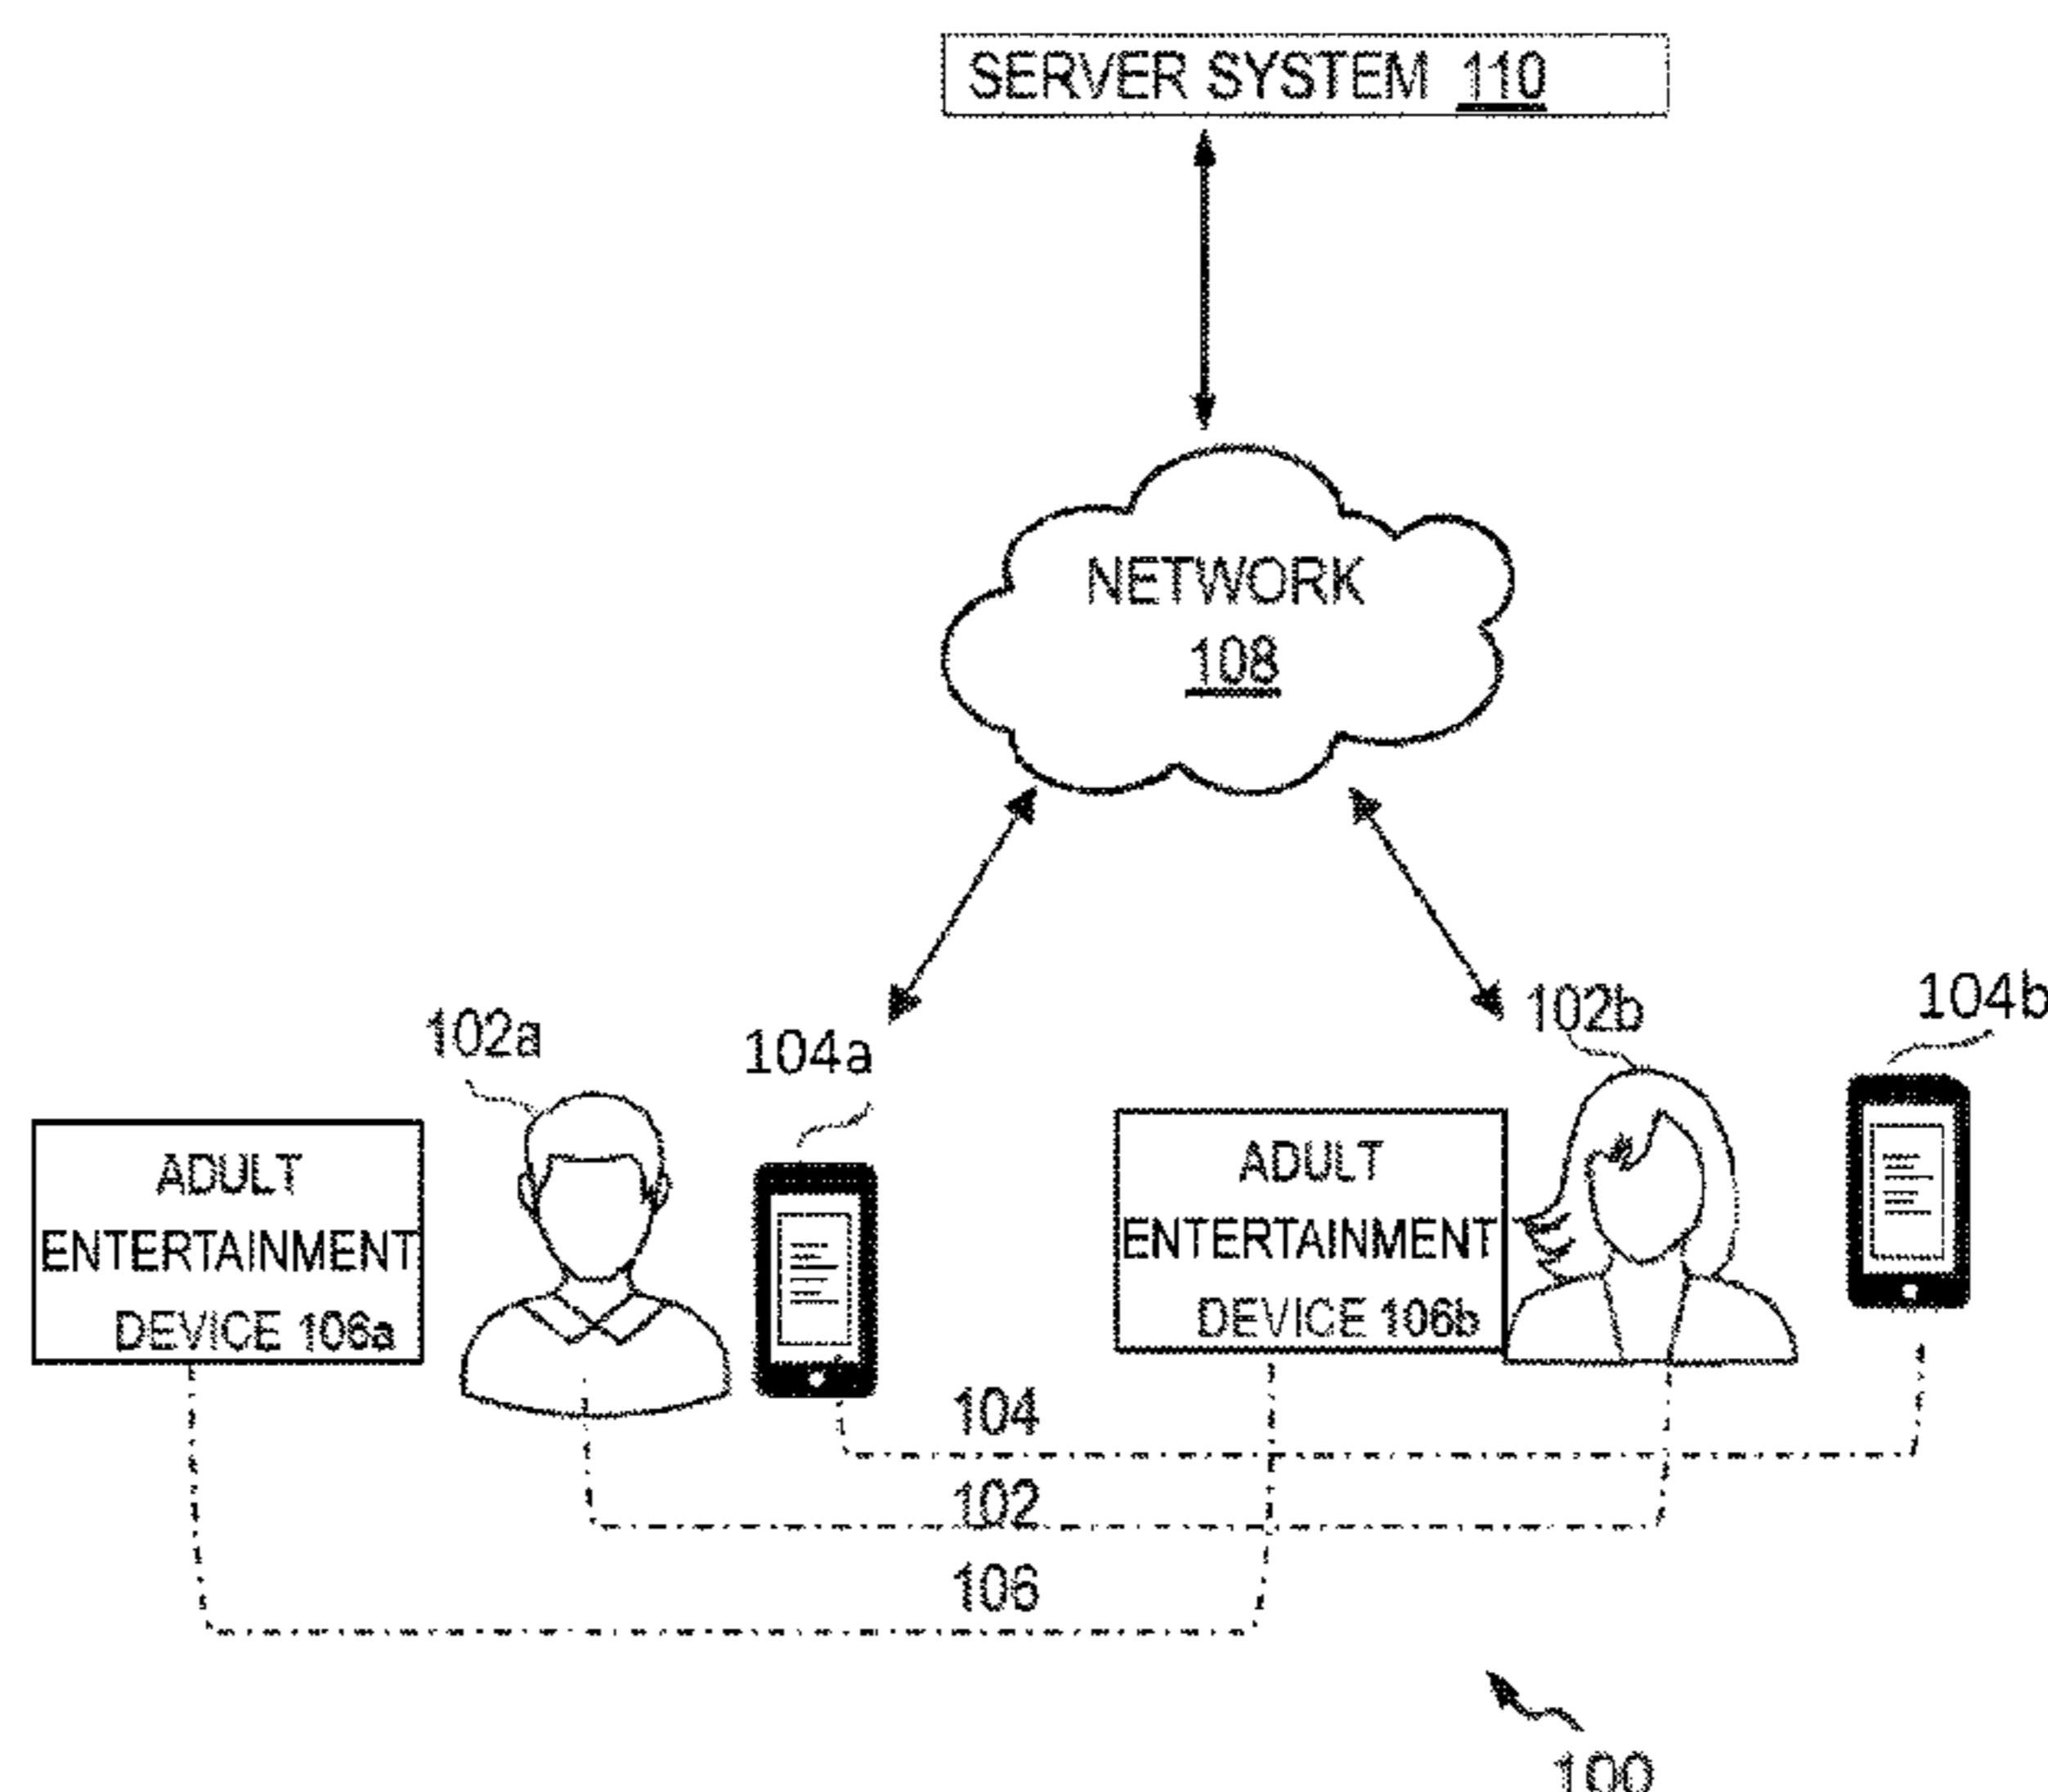 SERVER SYSTEM 110
NETWORK
108
102a
104a
102b
104b
ADULT
ENTERTAINMENT
DEVICE 106a
ADULT
ENTERTAINMENT
DEVICE 106b
104
102
106
100